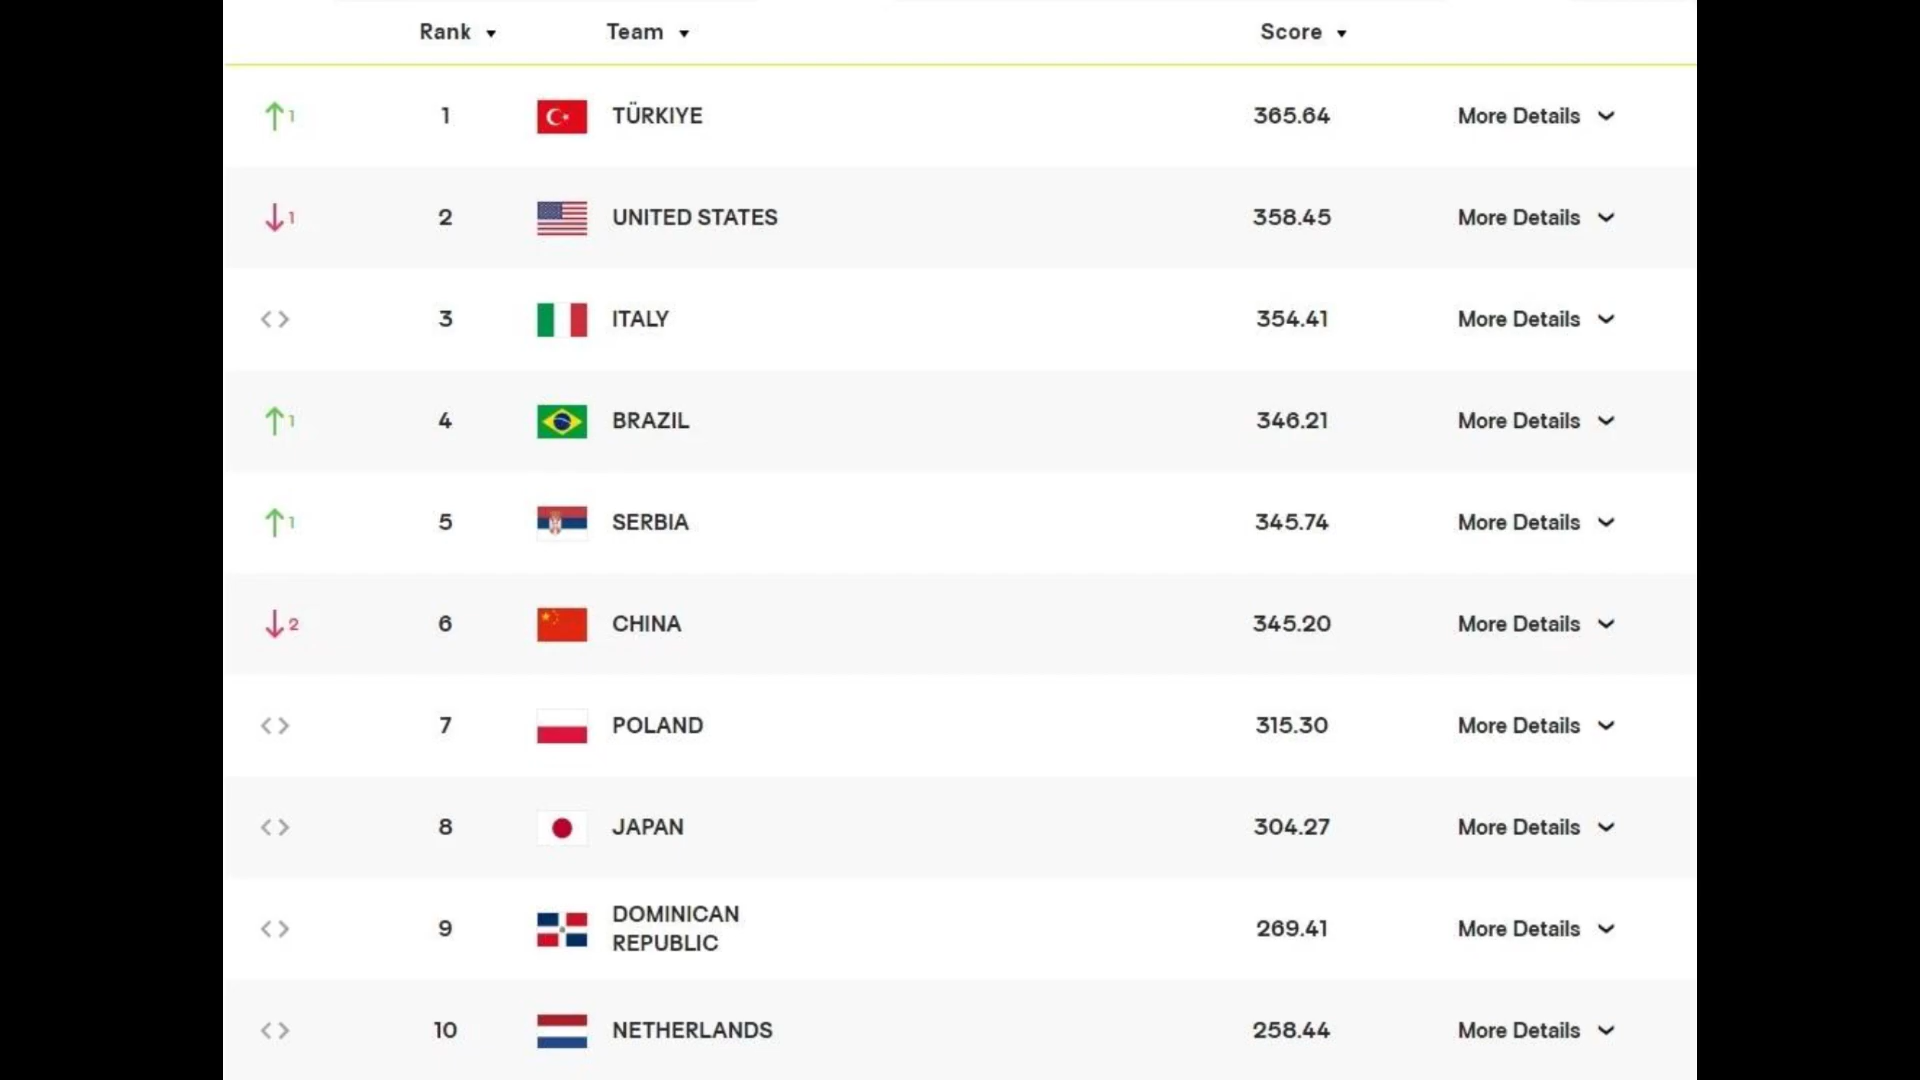 Rank Team Score
1 1 TÜRKIYE 365.64 More Details
1 2 UNITED STATES 358.45 More Details
3 ITALY 354.41 More Details
1 4 BRAZIL 346.21 More Details
1 5 SERBIA 345.74 More Details
2 6 CHINA 345.20 More Details
7 POLAND 315.30 More Details
8 JAPAN 304.27 More Details
9 DOMINICAN REPUBLIC 269.41 More Details
10 NETHERLANDS 258.44 More Details